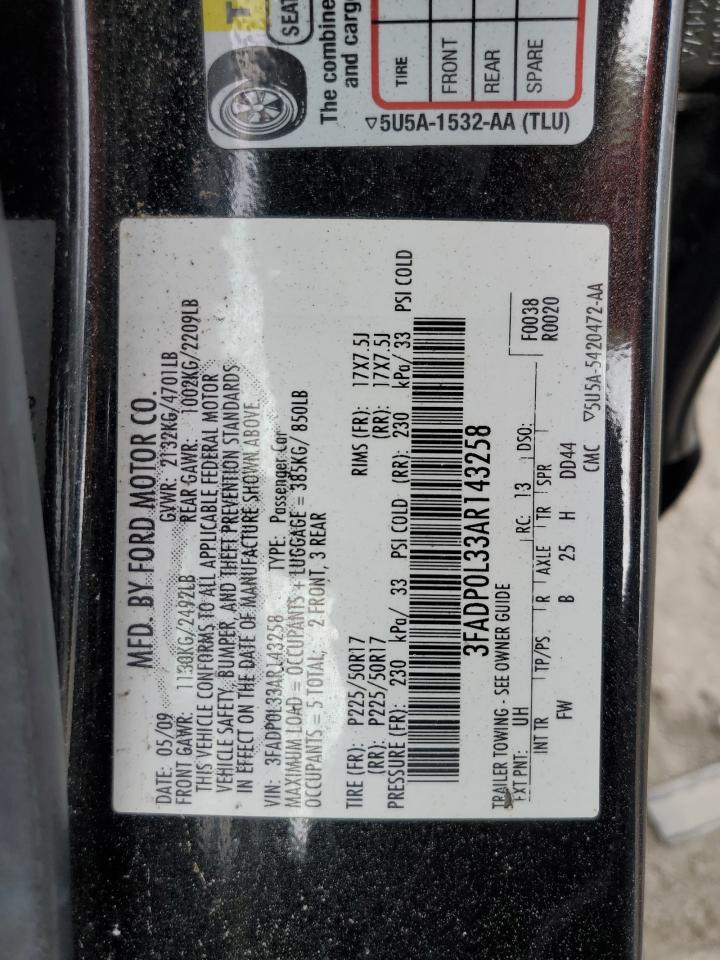 MFD. BY FORD MOTOR CO.
DATE: 05/09 GVWR: 2132KG/4701LB
FRONT GAWR: 1130KG/2492LB REAR GAWR: 1002KG/2209LB
THIS VEHICLE CONFORMS TO ALL APPLICABLE FEDERAL MOTOR
VEHICLE SAFETY, BUMPER, AND THEFT PREVENTION STANDARDS
IN EFFECT ON THE DATE OF MANUFACTURE SHOWN ABOVE
VIN: 3FADP0L33AR143258 TYPE: Passenger Car
MAXIMUM LOAD = OCCUPANTS + LUGGAGE = 385KG/ 850LB
OCCUPANTS = 5 TOTAL, 2 FRONT, 3 REAR
TIRE (FR): P225/50R17 RIMS (FR): 17X7.5J
(RR): P225/50R17 (RR): 17X7.5J
PRESSURE (FR): 230 kPa/ 33 PSI COLD (RR): 230 kPa/ 33 PSI COLD
3FADP0L33AR143258
TRAILER TOWING - SEE OWNER GUIDE F0038
EXT PNT: UH RC: 13 DSO: R0020
INT TR TP/PS R AXLE TR SPR
FW B 25 H DD44
CMC ▽5U5A-5420472-AA
T
SEAT
The combine
and cargo
TIRE
FRONT
REAR
SPARE
▽5U5A-1532-AA (TLU)